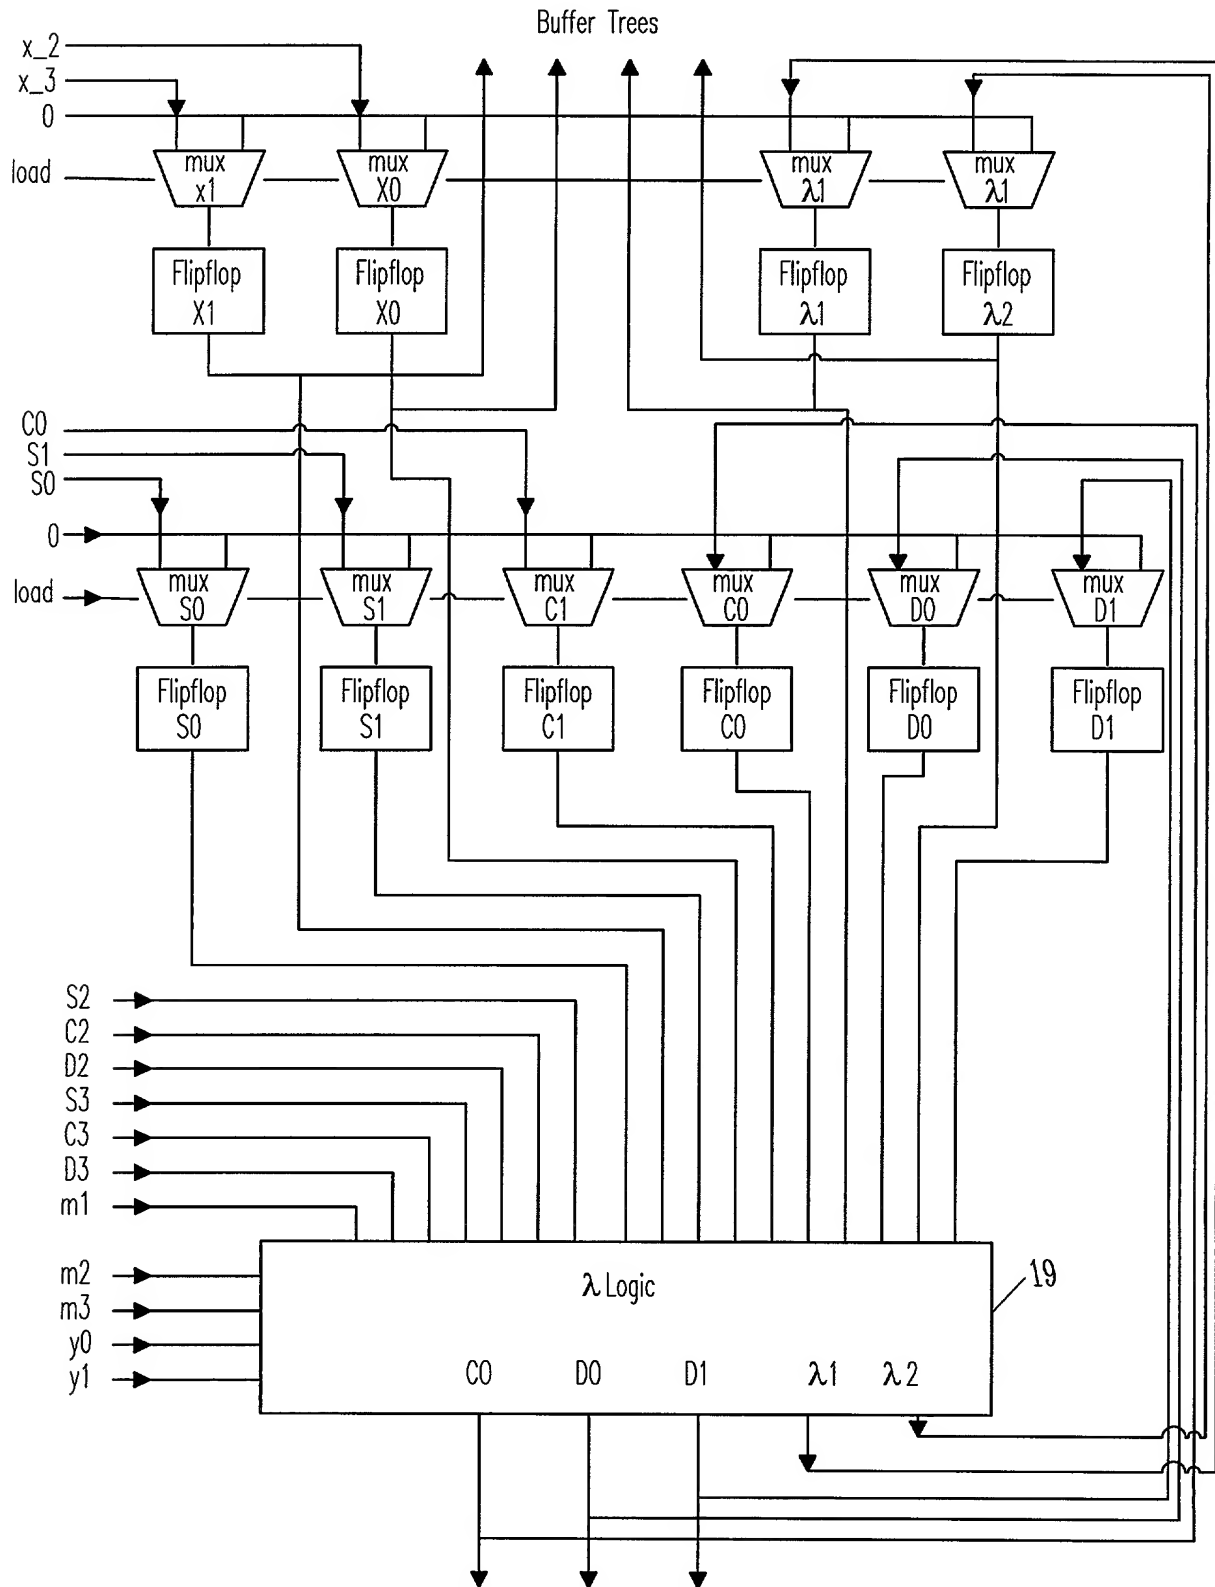 Buffer Trees
x_2
x_3
0
load
mux
x1
mux
X0
mux
λ1
mux
λ1
Flipflop
X1
Flipflop
X0
Flipflop
λ1
Flipflop
λ2
C0
S1
S0
0
load
mux
S0
mux
S1
mux
C1
mux
C0
mux
D0
mux
D1
Flipflop
S0
Flipflop
S1
Flipflop
C1
Flipflop
C0
Flipflop
D0
Flipflop
D1
S2
C2
D2
S3
C3
D3
m1
m2
m3
y0
y1
λ Logic
19
C0
D0
D1
λ1
λ2